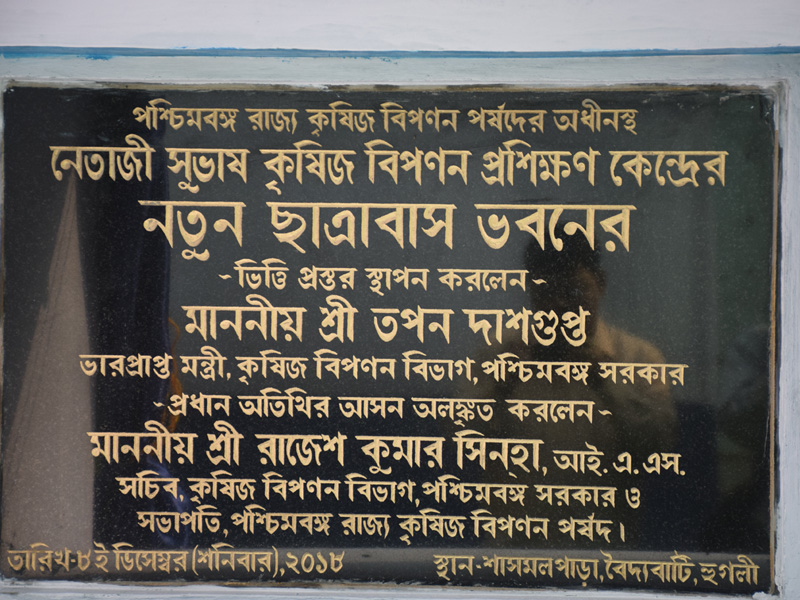 পশ্চিমবঙ্গ রাজ্য কৃষিজ বিপণন পর্ষদের অধীনস্থ
নেতাজী সুভাষ কৃষিজ বিপণন প্রশিক্ষণ কেন্দ্রের
নতুন ছাত্রাবাস ভবনের
~ভিত্তি প্রস্তর স্থাপন করলেন~
মাননীয় শ্রী তপন দাশগুপ্ত
ভারপ্রাপ্ত মন্ত্রী, কৃষিজ বিপণন বিভাগ, পশ্চিমবঙ্গ সরকার
~প্রধান অতিথির আসন অলঙ্কৃত করলেন~
মাননীয় শ্রী রাজেশ কুমার সিন্‌হা, আই. এ. এস.
সচিব, কৃষিজ বিপণন বিভাগ, পশ্চিমবঙ্গ সরকার ও
সভাপতি, পশ্চিমবঙ্গ রাজ্য কৃষিজ বিপণন পর্ষদ।
তারিখ-৮ই ডিসেম্বর (শনিবার), ২০১৮ স্থান-শাসমলপাড়া, বৈদ্যবাটি, হুগলী